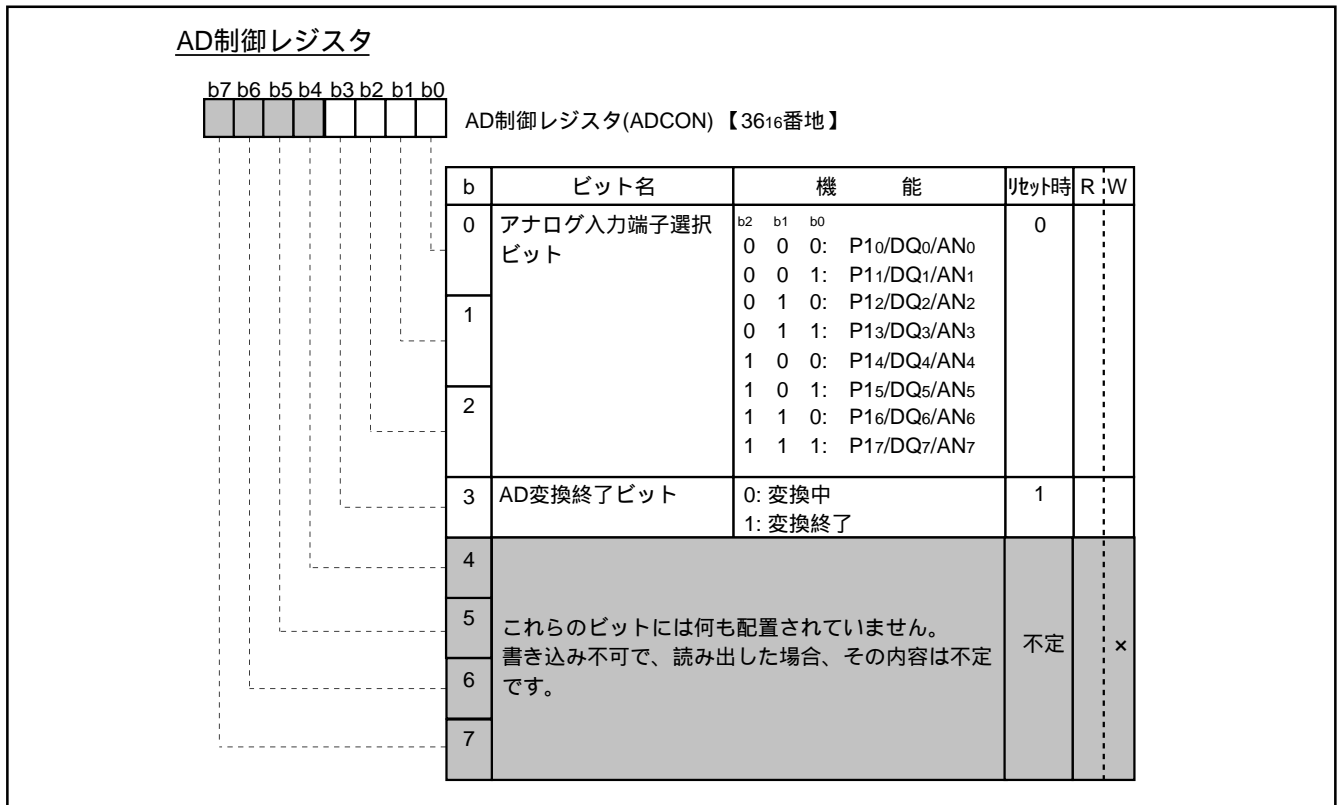 AD制御レジスタ
b7 b6 b5 b4 b3 b2 b1 b0
AD制御レジスタ(ADCON)【3616番地】
b ビット名 機 能 リセット時 R W
0 アナログ入力端子選択ビット 0
b2 b1 b0
0 0 0: P10/DQ0/AN0
0 0 1: P11/DQ1/AN1
0 1 0: P12/DQ2/AN2
1
0 1 1: P13/DQ3/AN3
1 0 0: P14/DQ4/AN4
1 0 1: P15/DQ5/AN5
2
1 1 0: P16/DQ6/AN6
1 1 1: P17/DQ7/AN7
3 AD変換終了ビット 0: 変換中 1
1: 変換終了
4
5
これらのビットには何も配置されていません。
書き込み不可で、読み出した場合、その内容は不定
です。
不定 ×
6
7